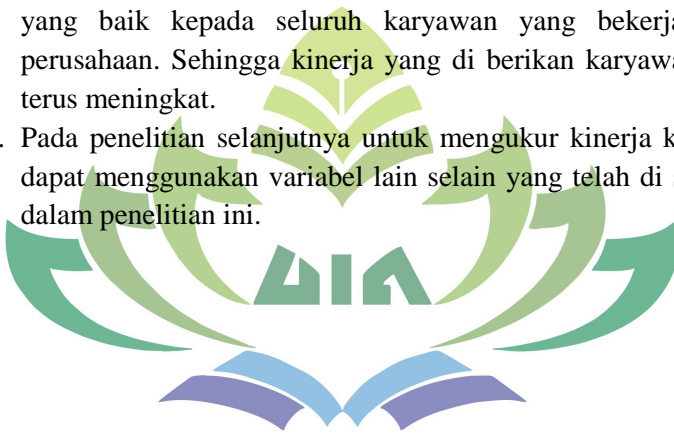 yang baik kepada seluruh karyawan yang bekerja
perusahaan. Sehingga kinerja yang di berikan
terus meningkat.
. Pada penelitian selanjutnya untuk mengukur kinerja
dapat menggunakan variabel lain selain yang telah di
dalam penelitian ini.
UIN